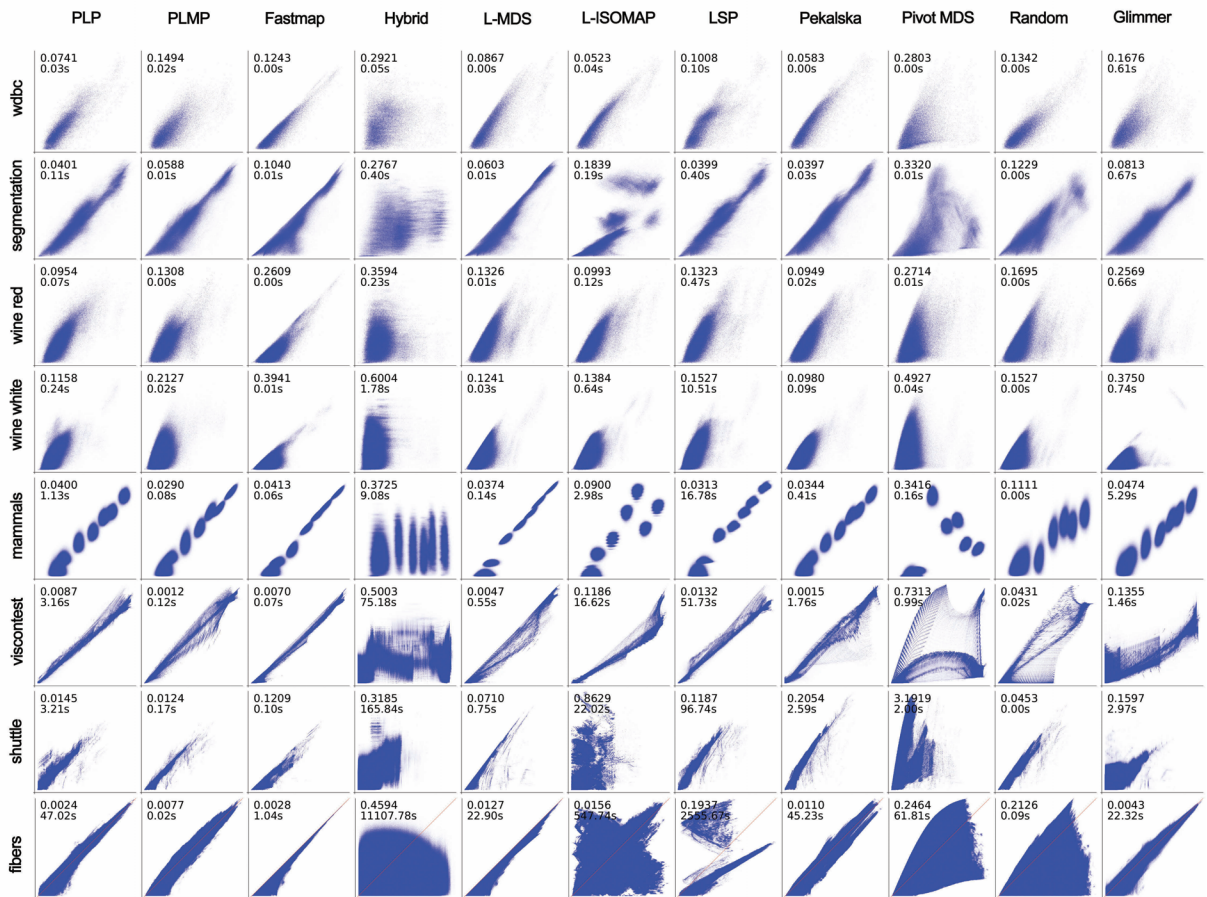 PLP PLMP Fastmap Hybrid L-MDS L-ISOMAP LSP Pekalska Pivot MDS Random Glimmer
wdbc
0.0741 0.1494 0.1243 0.2921 0.0867 0.0523 0.1008 0.0583 0.2803 0.1342 0.1676
0.03s 0.02s 0.00s 0.05s 0.00s 0.04s 0.10s 0.00s 0.00s 0.00s 0.61s
segmentation
0.0401 0.0588 0.1040 0.2767 0.0603 0.1839 0.0399 0.0397 0.3320 0.1229 0.0813
0.11s 0.01s 0.01s 0.40s 0.01s 0.19s 0.40s 0.03s 0.01s 0.00s 0.67s
wine red
0.0954 0.1308 0.2609 0.3594 0.1326 0.0993 0.1323 0.0949 0.2714 0.1695 0.2569
0.07s 0.00s 0.00s 0.23s 0.01s 0.12s 0.47s 0.02s 0.01s 0.00s 0.66s
wine white
0.1158 0.2127 0.3941 0.6004 0.1241 0.1384 0.1527 0.0980 0.4927 0.1527 0.3750
0.24s 0.02s 0.01s 1.78s 0.03s 0.64s 10.51s 0.09s 0.04s 0.00s 0.74s
mammals
0.0400 0.0290 0.0413 0.3725 0.0374 0.0900 0.0313 0.0344 0.3416 0.1111 0.0474
1.13s 0.08s 0.06s 9.08s 0.14s 2.98s 16.78s 0.41s 0.16s 0.00s 5.29s
viscontest
0.0087 0.0012 0.0070 0.5003 0.0047 0.1186 0.0132 0.0015 0.7313 0.0431 0.1355
3.16s 0.12s 0.07s 75.18s 0.55s 16.62s 51.73s 1.76s 0.99s 0.02s 1.46s
shuttle
0.0145 0.0124 0.1209 0.3185 0.0710 0.8629 0.1187 0.2054 3.1919 0.0453 0.1597
3.21s 0.17s 0.10s 165.84s 0.75s 22.02s 96.74s 2.59s 2.00s 0.00s 2.97s
fibers
0.0024 0.0077 0.0028 0.4594 0.0127 0.0156 0.1937 0.0110 0.2464 0.2126 0.0043
47.02s 0.02s 1.04s 11107.78s 22.90s 547.74s 2555.67s 45.23s 61.81s 0.09s 22.32s